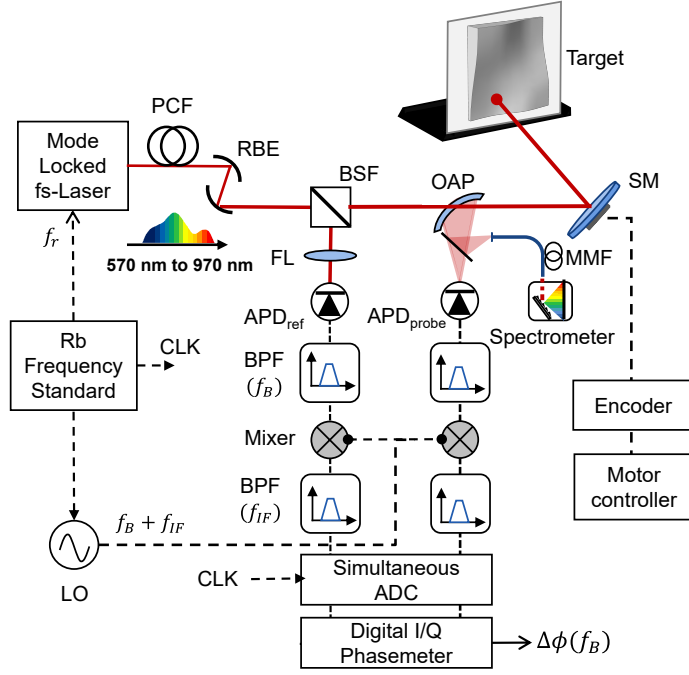 Target
PCF
Mode
Locked
fs-Laser
RBE
BSF
OAP
SM
f_r
570 nm to 970 nm
FL
MMF
APD_ref
APD_probe
Spectrometer
Rb
Frequency
Standard
CLK
BPF
(f_B)
Encoder
Mixer
Motor
controller
BPF
(f_IF)
f_B + f_IF
LO
CLK
Simultaneous
ADC
Digital I/Q
Phasemeter
Δϕ(f_B)